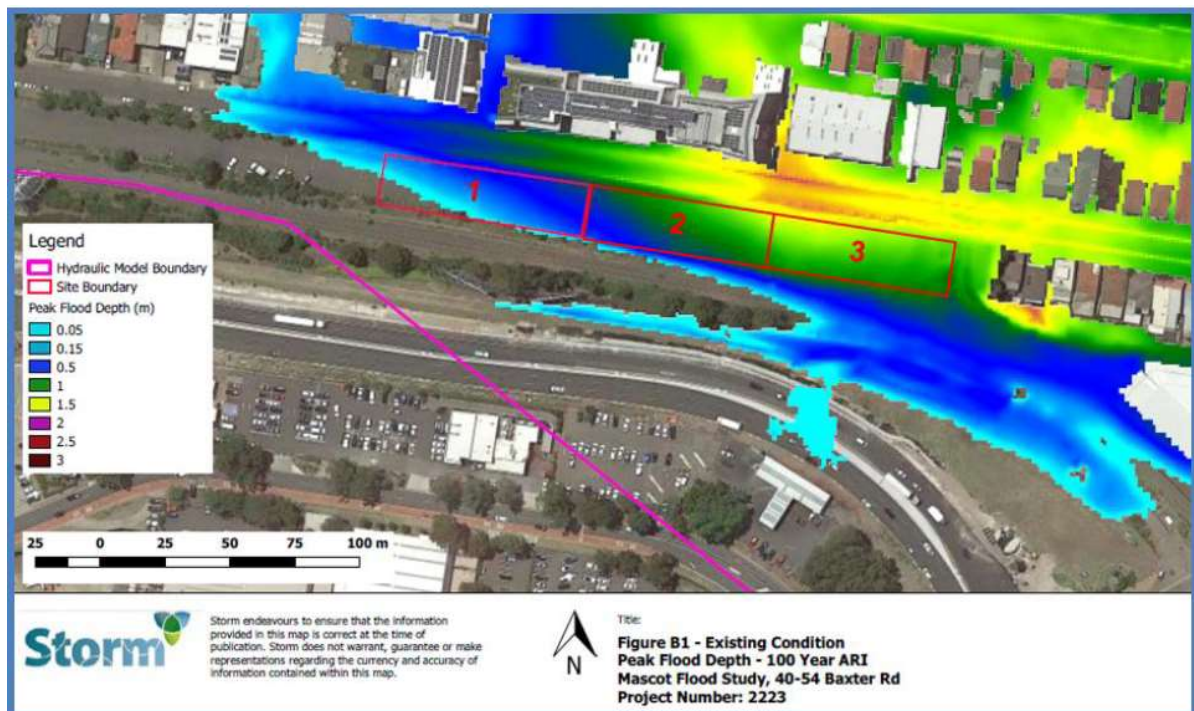 1
2
3
Legend
Hydraulic Model Boundary
Site Boundary
Peak Flood Depth (m)
0.05
0.15
0.5
1
1.5
2
2.5
3
25 0 25 50 75 100 m
Storm
Storm endeavours to ensure that the information
provided in this map is correct at the time of
publication. Storm does not warrant, guarantee or make
representations regarding the currency and accuracy of
information contained within this map.
N
Title:
Figure B1 - Existing Condition
Peak Flood Depth - 100 Year ARI
Mascot Flood Study, 40-54 Baxter Rd
Project Number: 2223